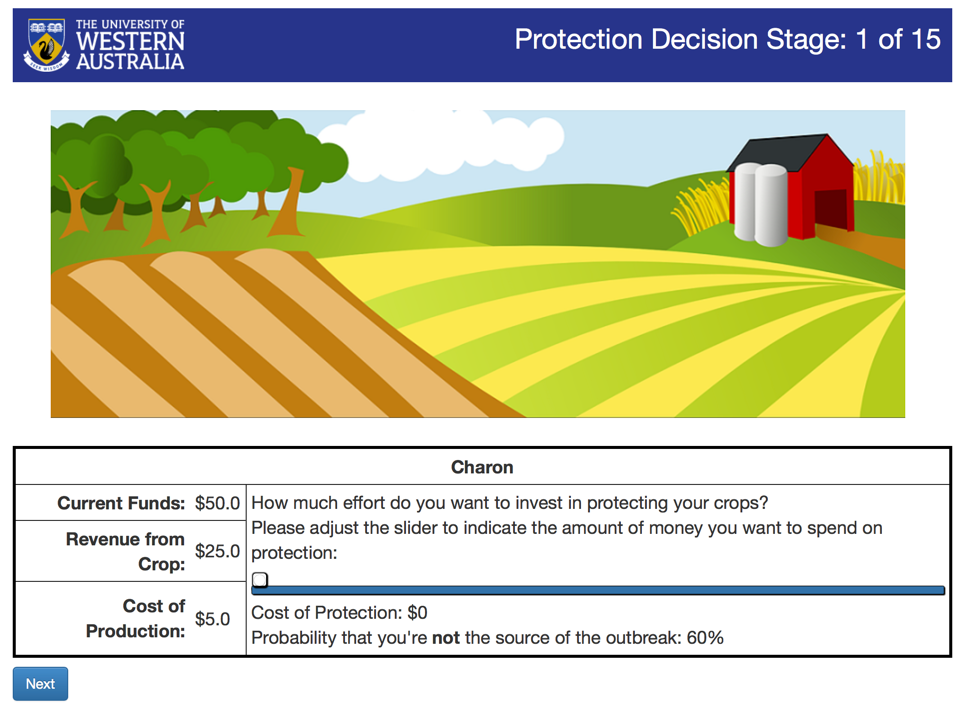 THE UNIVERSITY OF
WESTERN
AUSTRALIA
Protection Decision Stage: 1 of 15
Charon
Current Funds: $50.0
How much effort do you want to invest in protecting your crops?
Please adjust the slider to indicate the amount of money you want to spend on
protection:
Revenue from
Crop: $25.0
Cost of
Production: $5.0
Cost of Protection: $0
Probability that you're not the source of the outbreak: 60%
Next